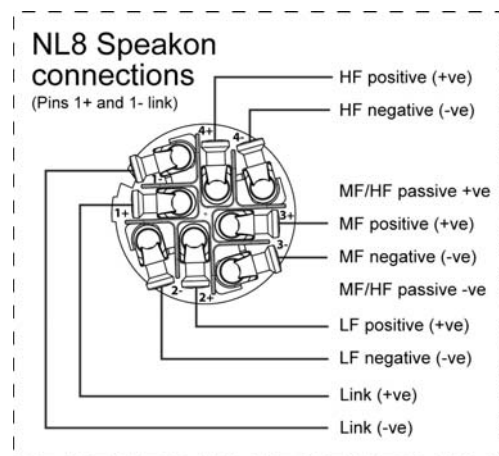 NL8 Speakon
connections
(Pins 1+ and 1- link)
HF positive (+ve)
HF negative (-ve)
MF/HF passive +ve
MF positive (+ve)
MF negative (-ve)
MF/HF passive -ve
LF positive (+ve)
LF negative (-ve)
Link (+ve)
Link (-ve)
4+
4-
1-
1+
3+
3-
2-
2+